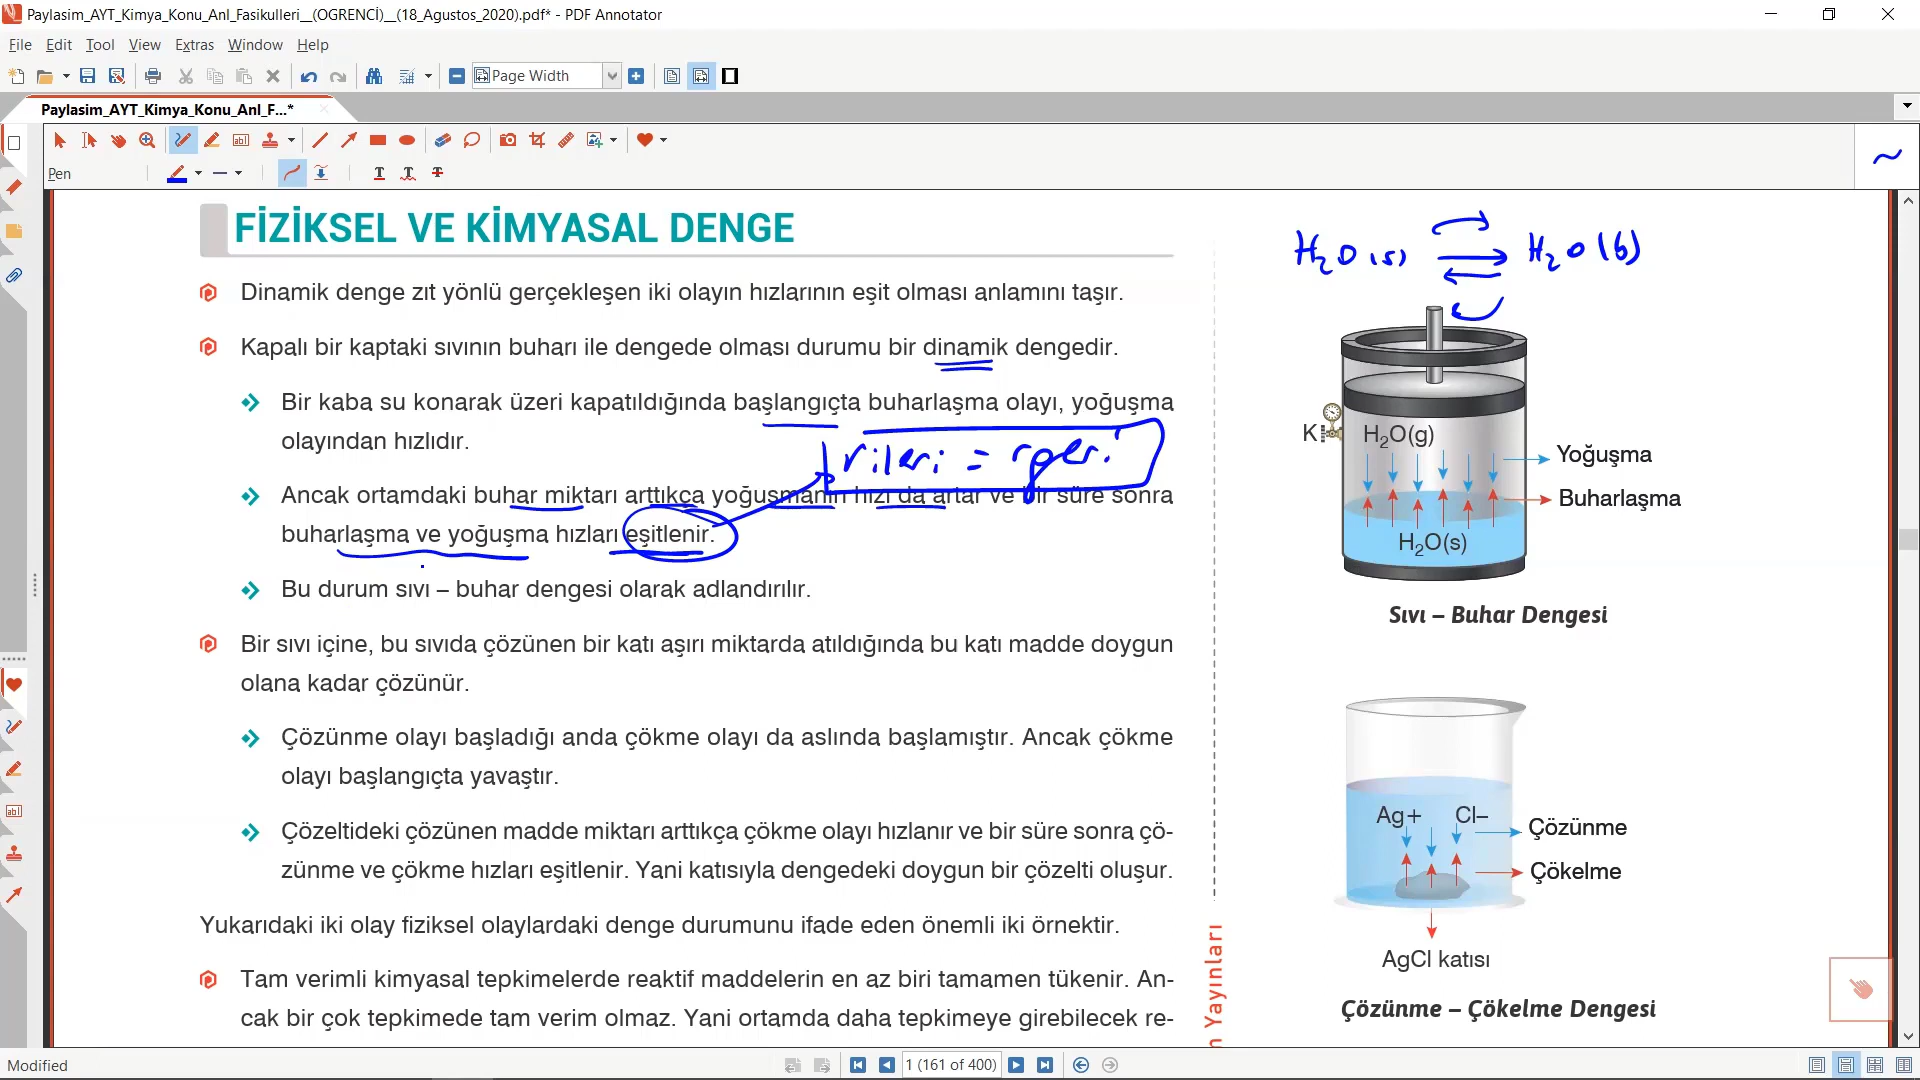 Paylasim_AYT_Kimya_Konu_Anl_Fasikulleri__(OGRENCİ)__(18_Agustos_2020).pdf* - PDF Annotator
File Edit Tool View Extras Window Help
Page Width
Paylasim_AYT_Kimya_Konu_Anl_F...*
Pen
FİZİKSEL VE KİMYASAL DENGE
Dinamik denge zıt yönlü gerçekleşen iki olayın hızlarının eşit olması anlamını taşır.
Kapalı bir kaptaki sıvının buharı ile dengede olması durumu bir dinamik dengedir.
Bir kaba su konarak üzeri kapatıldığında başlangıçta buharlaşma olayı, yoğuşma
olayından hızlıdır.
rileri = rgeri
Ancak ortamdaki buhar miktarı arttıkça yoğuşmanın hızı da artar ve bir süre sonra
buharlaşma ve yoğuşma hızları eşitlenir.
Bu durum sıvı – buhar dengesi olarak adlandırılır.
Bir sıvı içine, bu sıvıda çözünen bir katı aşırı miktarda atıldığında bu katı madde doygun
olana kadar çözünür.
Çözünme olayı başladığı anda çökme olayı da aslında başlamıştır. Ancak çökme
olayı başlangıçta yavaştır.
Çözeltideki çözünen madde miktarı arttıkça çökme olayı hızlanır ve bir süre sonra çö-
zünme ve çökme hızları eşitlenir. Yani katısıyla dengedeki doygun bir çözelti oluşur.
Yukarıdaki iki olay fiziksel olaylardaki denge durumunu ifade eden önemli iki örnektir.
Tam verimli kimyasal tepkimelerde reaktif maddelerin en az biri tamamen tükenir. An-
cak bir çok tepkimede tam verim olmaz. Yani ortamda daha tepkimeye girebilecek re-
H₂O(s) ⇌ H₂O(b)
K
H₂O(g)
Yoğuşma
Buharlaşma
H₂O(s)
Sıvı – Buhar Dengesi
Ag+ Cl–
Çözünme
Çökelme
AgCl katısı
Çözünme – Çökelme Dengesi
n Yayınları
Modified
1 (161 of 400)